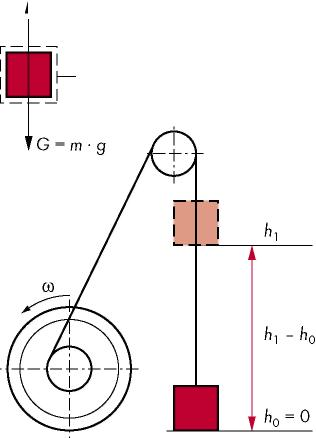 G = m · g
h₁
ω
h₁ – h₀
h₀ = 0